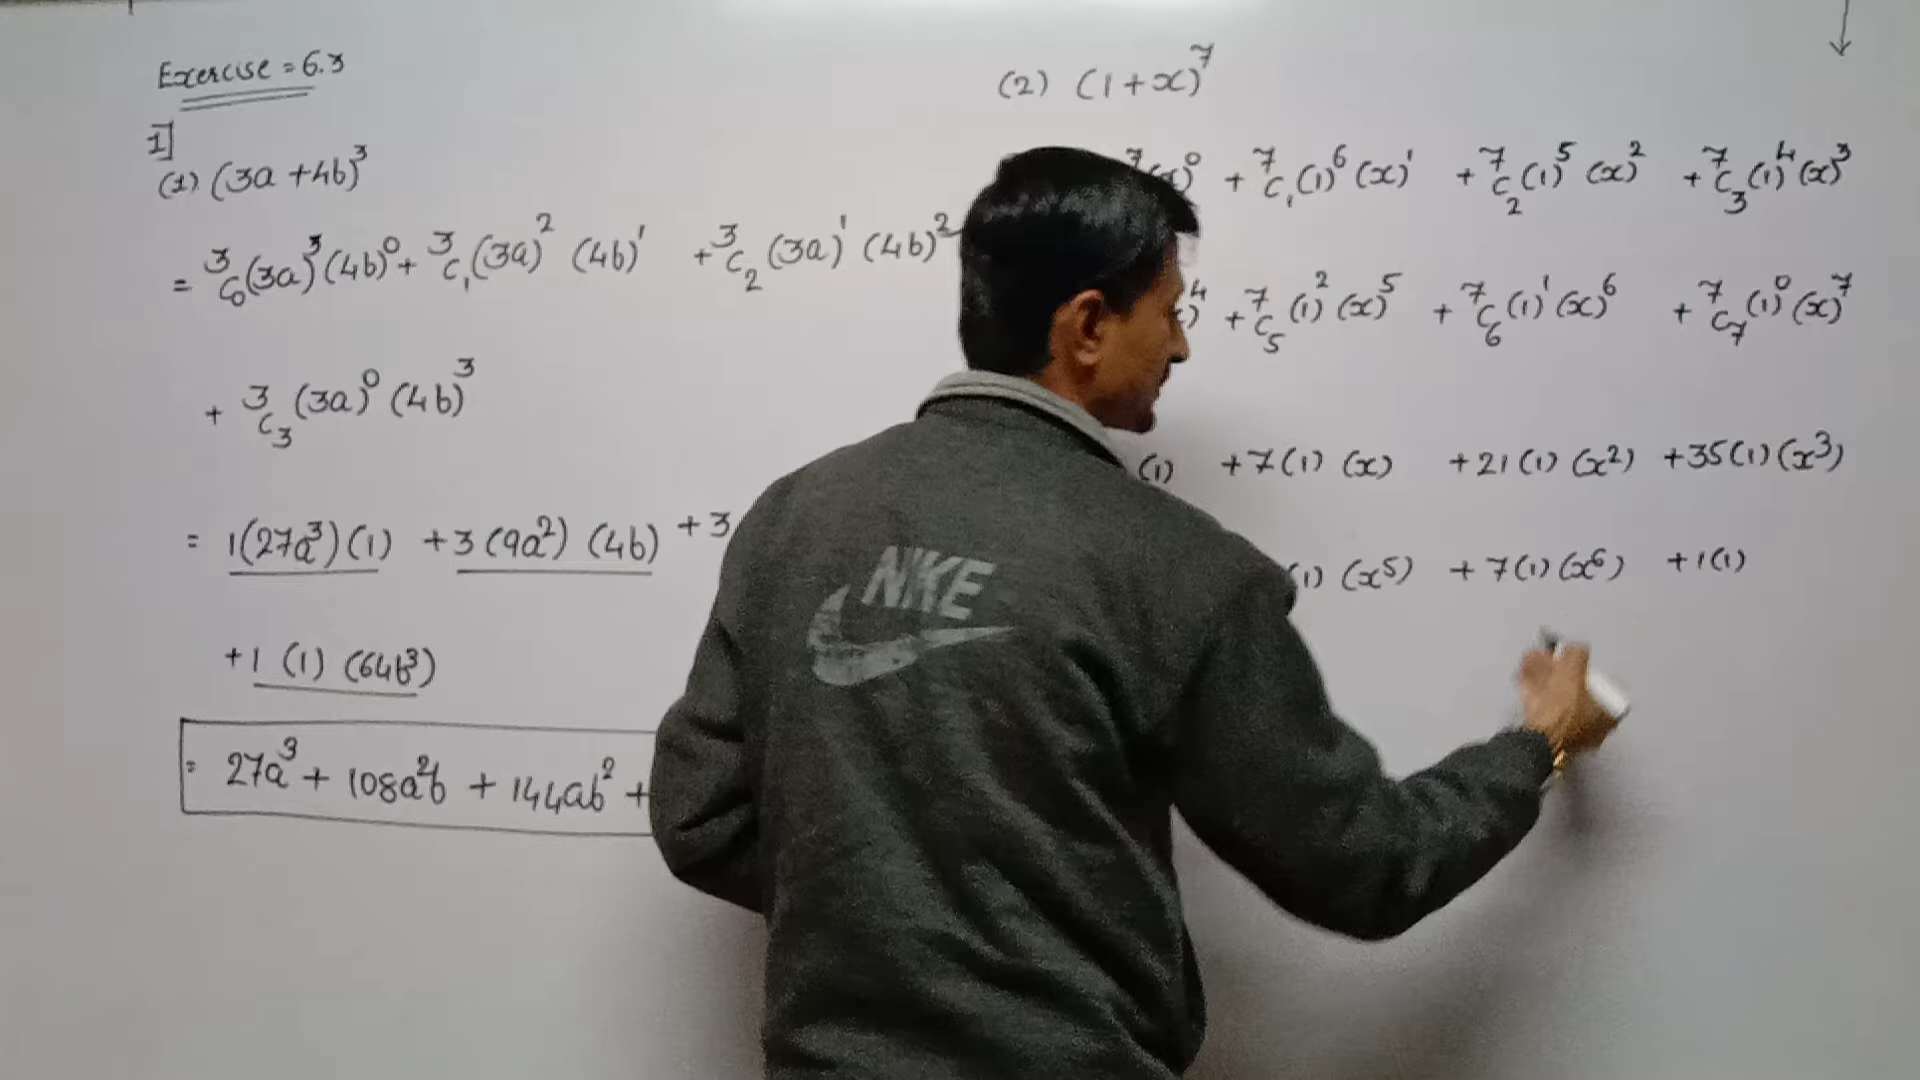 Exercise = 6.3
1]
(1) (3a+4b)³
= ³C₀(3a)³(4b)⁰ + ³C₁(3a)²(4b)¹ + ³C₂(3a)¹(4b)²
+ ³C₃(3a)⁰(4b)³
= 1(27a³)(1) + 3(9a²)(4b) + 3
+ 1 (1) (64b³)
= 27a³ + 108a²b + 144ab² +
(2) (1+x)⁷
⁰ + ⁷C₁(1)⁶(x)¹ + ⁷C₂(1)⁵(x)² + ⁷C₃(1)⁴(x)³
)⁴ + ⁷C₅(1)²(x)⁵ + ⁷C₆(1)¹(x)⁶ + ⁷C₇(1)⁰(x)⁷
(1) +7(1)(x) +21(1)(x²) +35(1)(x³)
1) (x⁵) +7(1)(x⁶) +1(1)
NIKE